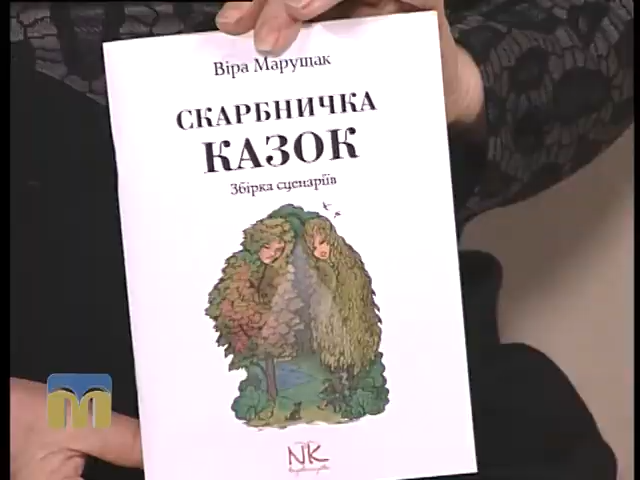 Віра Марущак
СКАРБНИЧКА
КАЗОК
Збірка сценаріїв
NK